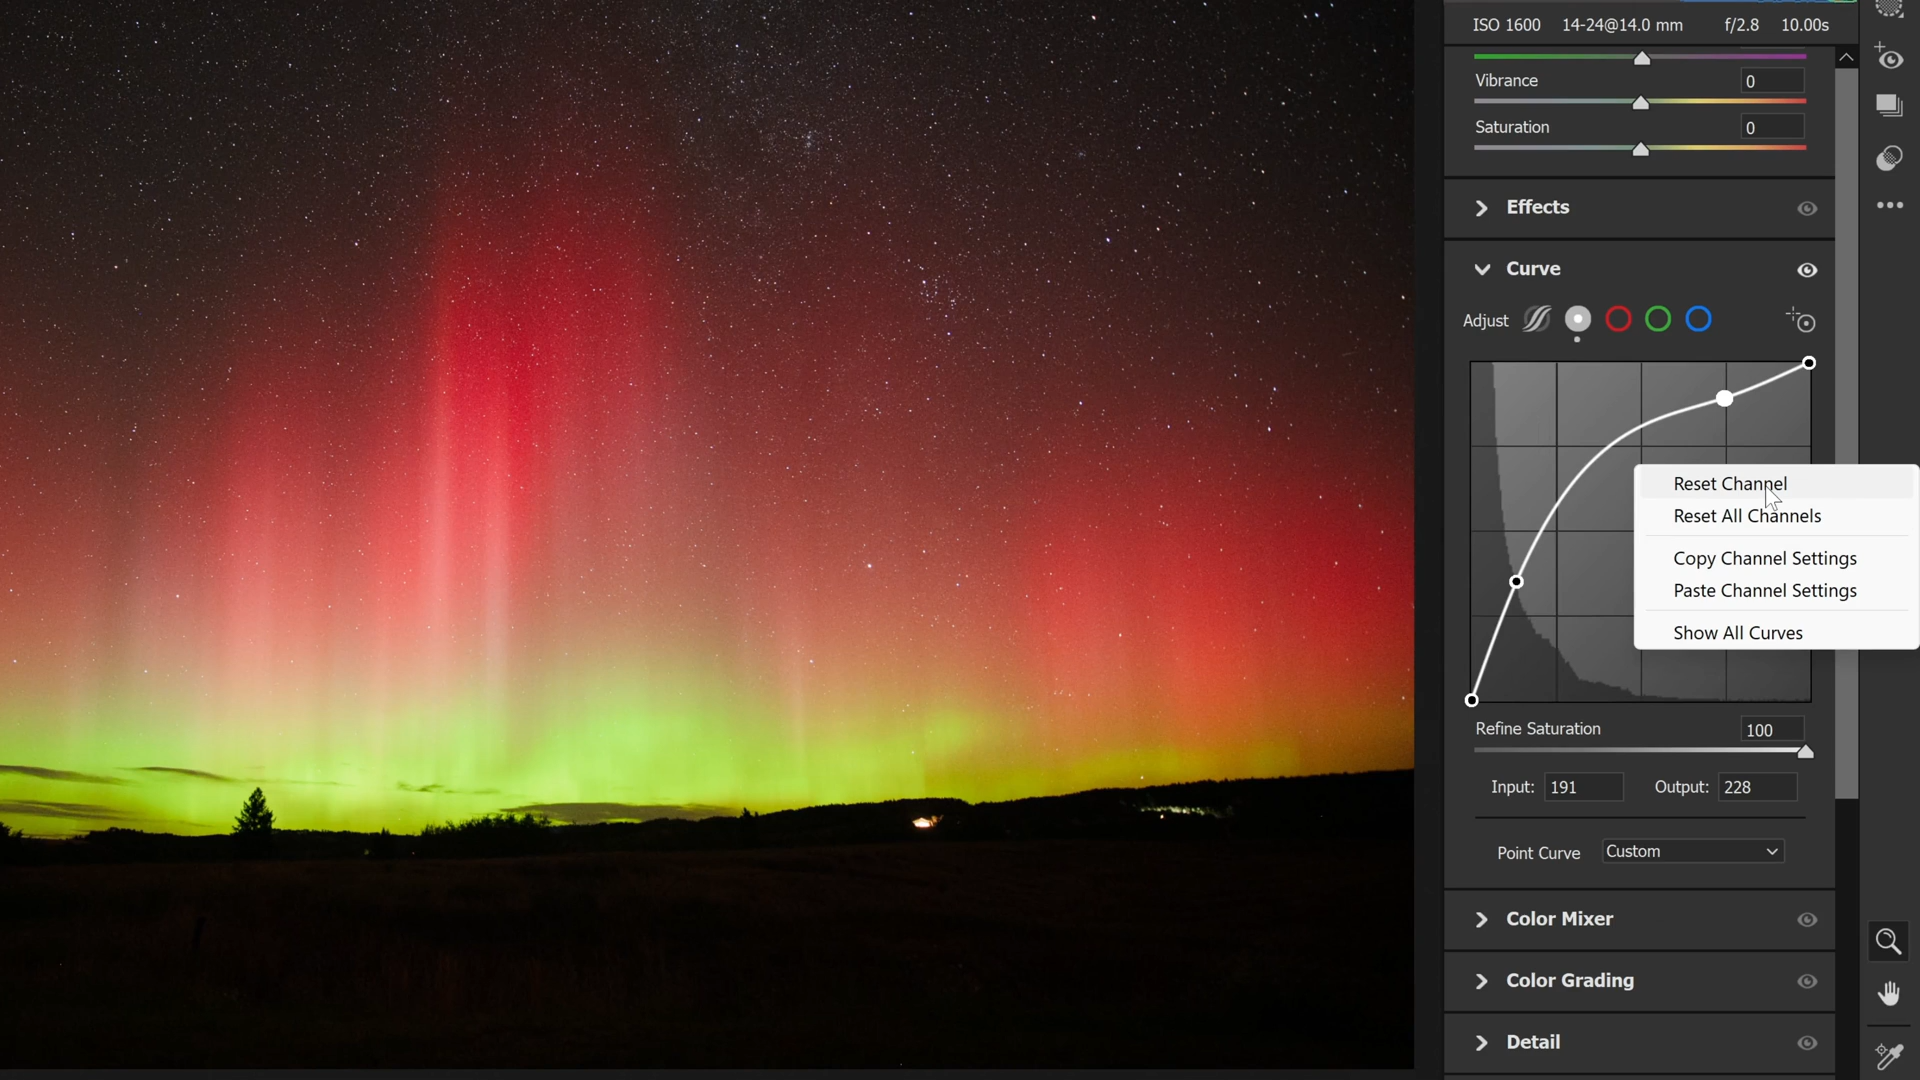 ISO 1600 14-24@14.0 mm f/2.8 10.00s
Vibrance 0
Saturation 0
Effects
Curve
Adjust
Reset Channel
Reset All Channels
Copy Channel Settings
Paste Channel Settings
Show All Curves
Refine Saturation 100
Input: 191 Output: 228
Point Curve Custom
Color Mixer
Color Grading
Detail